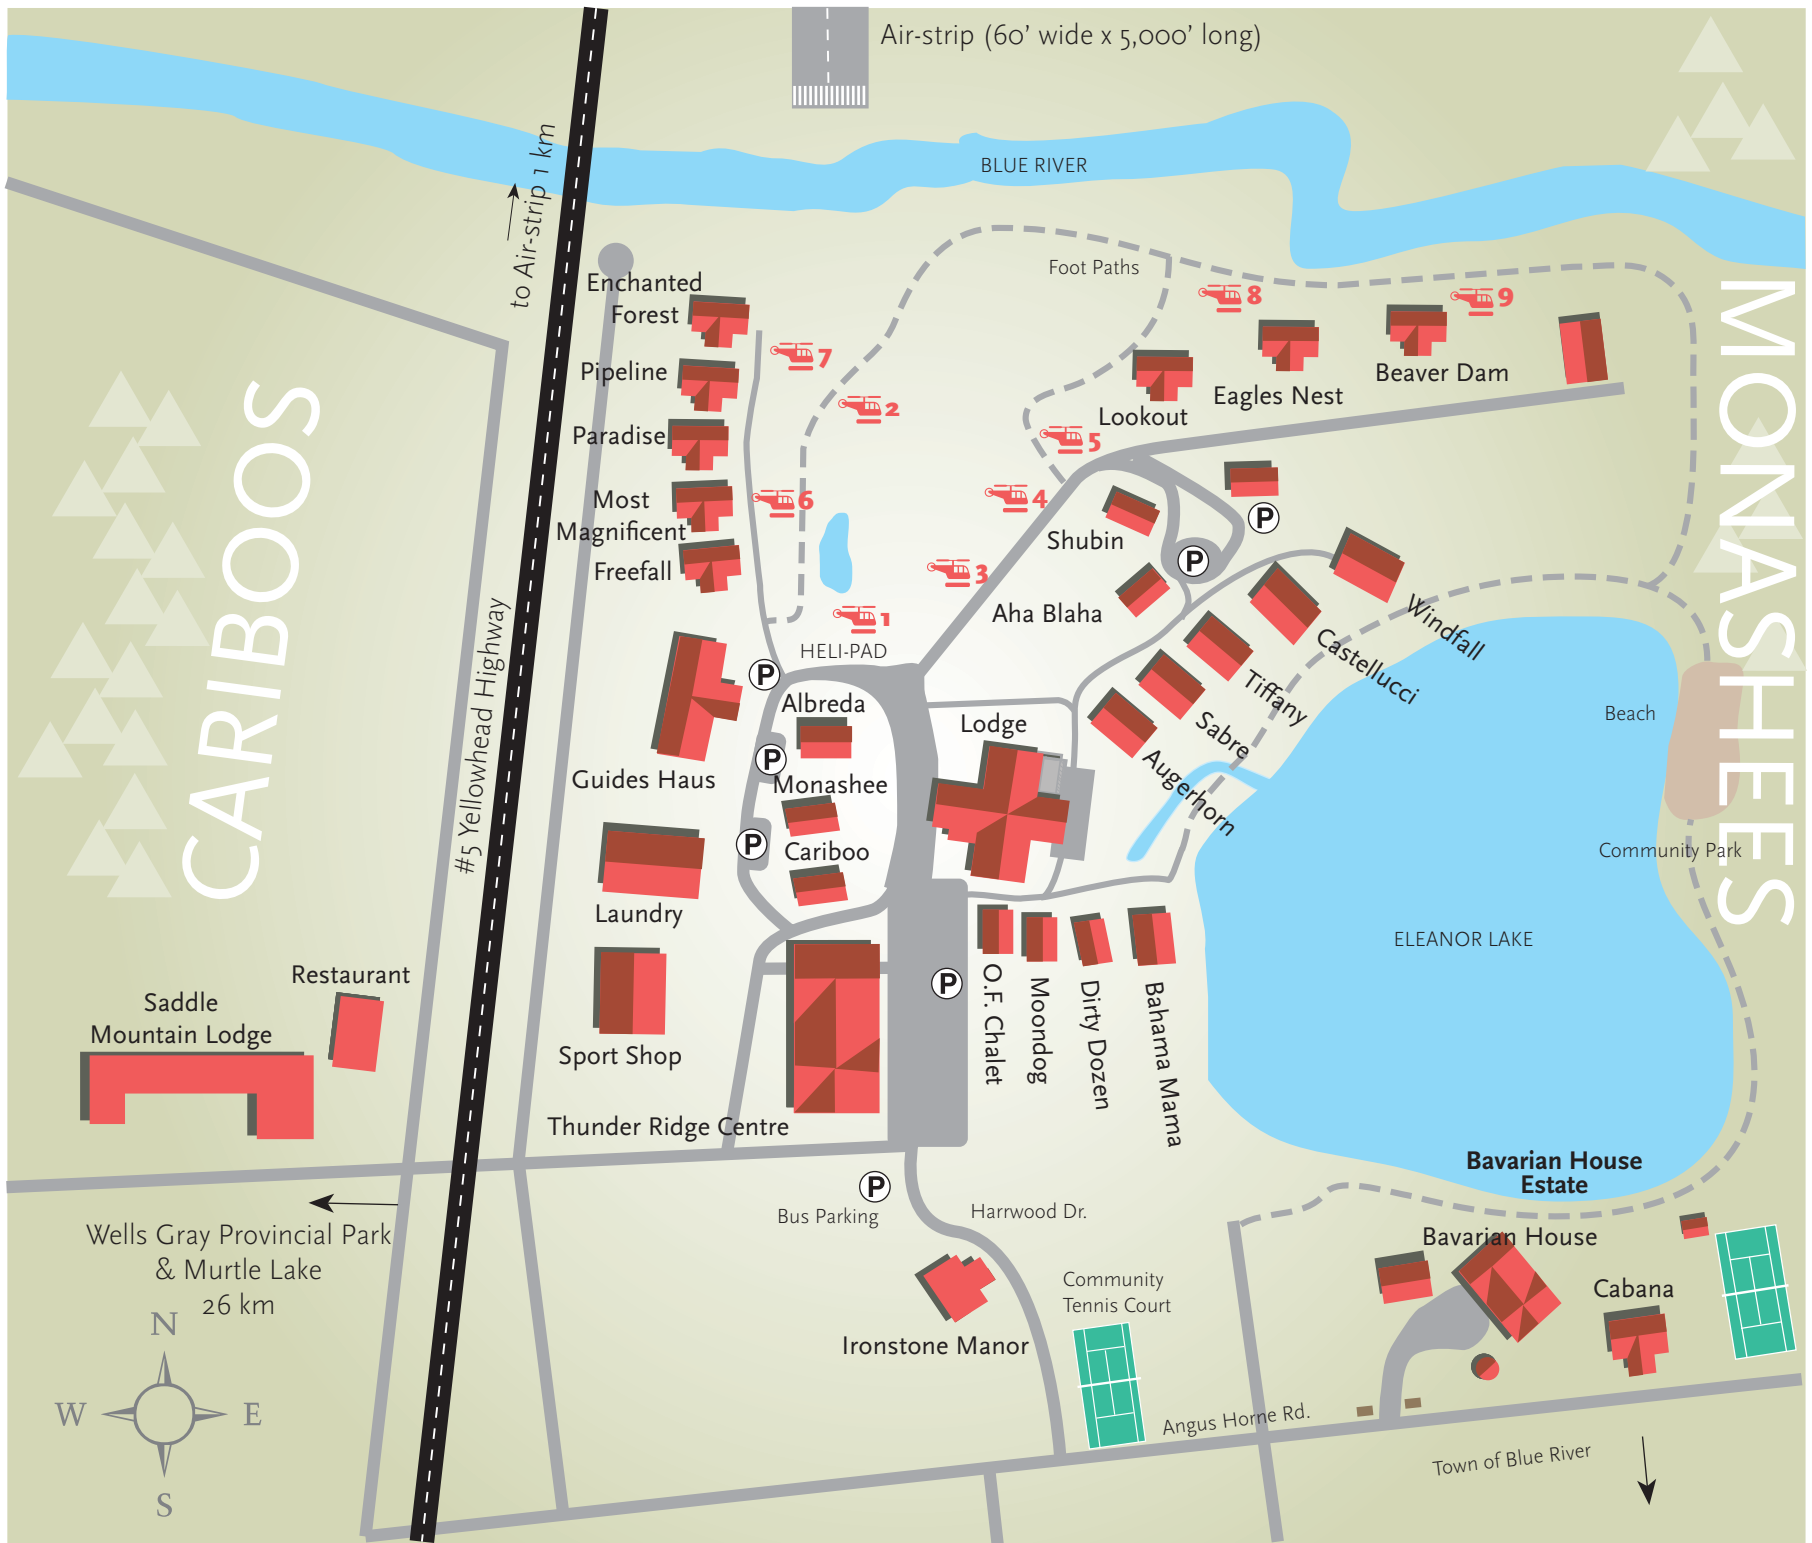 Air-strip (60’ wide x 5,000’ long)
to Air-strip 1 km
BLUE RIVER
Foot Paths
Enchanted
Forest
Pipeline
Paradise
Most
Magnificent
Freefall
7
2
6
1
3
4
5
8
9
HELI-PAD
Lookout
Eagles Nest
Beaver Dam
MONASHEES
CARIBOOS
#5 Yellowhead Highway
Shubin
P
P
Aha Blaha
Windfall
Castellucci
Tiffany
Sabre
Augerhorn
P
Albreda
Guides Haus
P
Monashee
P
Cariboo
Lodge
Laundry
Beach
Community Park
ELEANOR LAKE
Restaurant
Saddle
Mountain Lodge
Sport Shop
Thunder Ridge Centre
P
O.F. Chalet
Moondog
Dirty Dozen
Bahama Mama
P
Bus Parking
Harrwood Dr.
Wells Gray Provincial Park
& Murtle Lake
26 km
Bavarian House
Estate
Bavarian House
Cabana
Community
Tennis Court
Ironstone Manor
Angus Horne Rd.
Town of Blue River
N
W
E
S